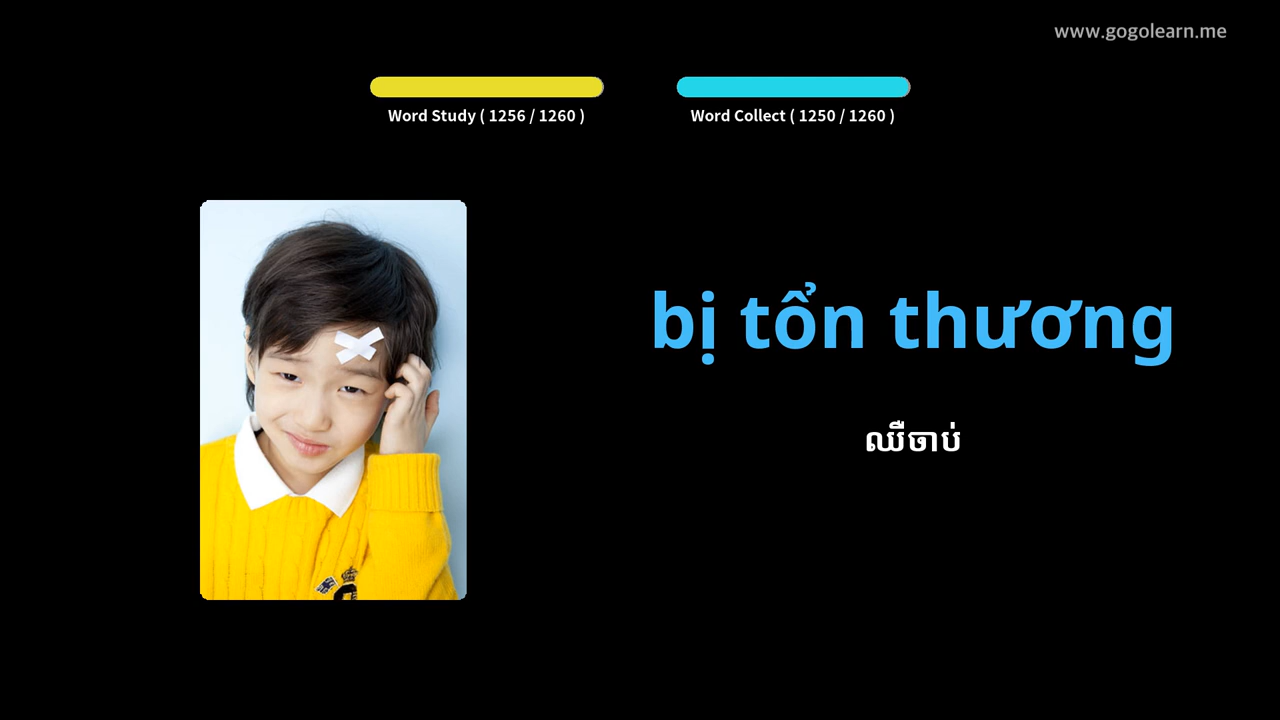 www.gogolearn.me
Word Study ( 1256 / 1260 )
Word Collect ( 1250 / 1260 )
bị tổn thương
ឈឺចាប់